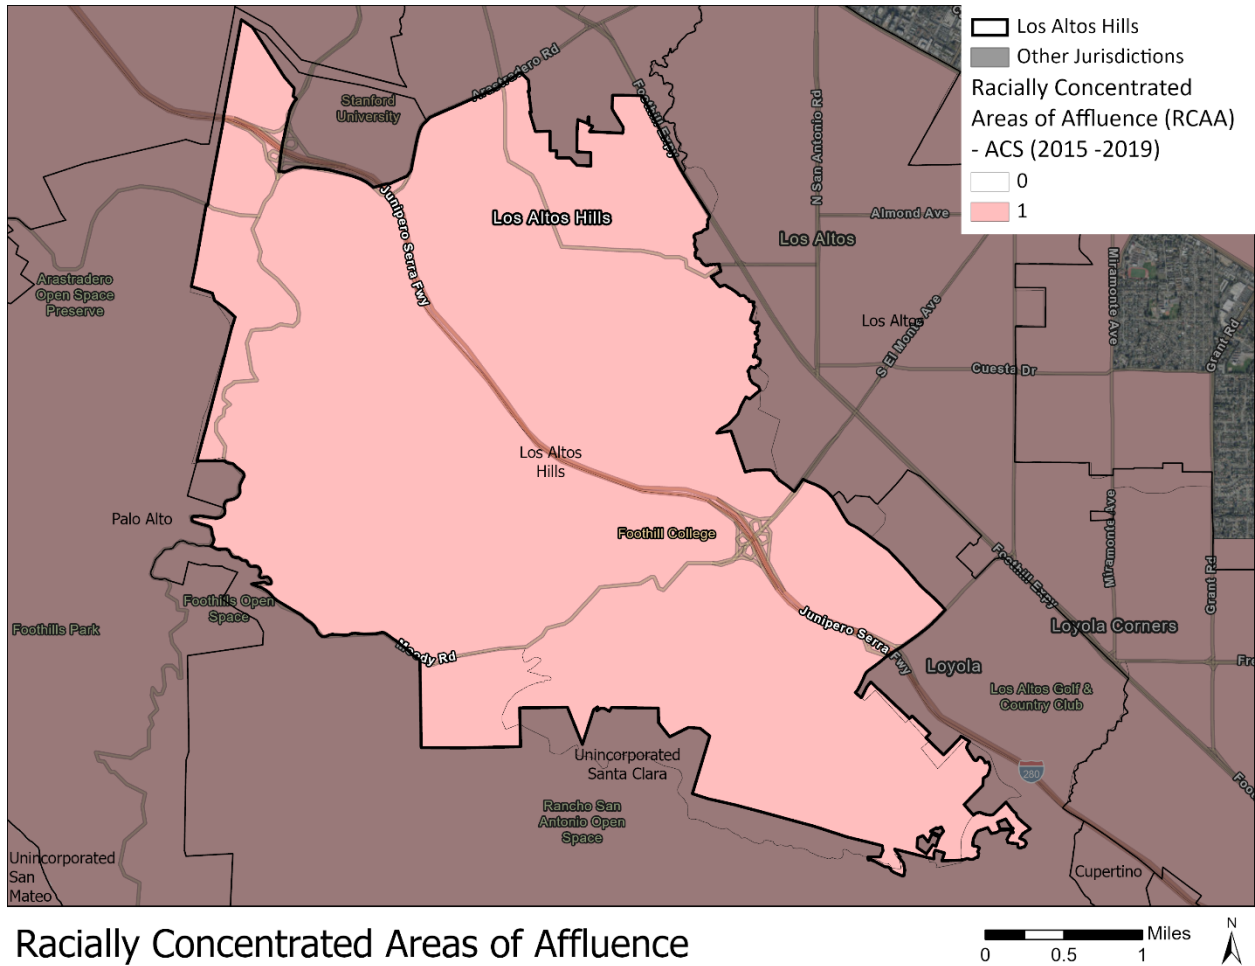 Los Altos Hills
Other Jurisdictions
Racially Concentrated
Areas of Affluence (RCAA)
- ACS (2015 -2019)
0
1
Arastradero Rd
Foothill Expy
N San Antonio Rd
Stanford
University
Almond Ave
Los Altos Hills
Los Altos
Junipero Serra Fwy
Arastradero
Open Space
Preserve
Miramonte Ave
Grant Rd
Los Altos
S El Monte Ave
Cuesta Dr
Los Altos
Hills
Palo Alto
Foothill College
Miramonte Ave
Foothill Expy
Grant Rd
Foothills Open
Space
Foothills Park
Junipero Serra Fwy
Loyola Corners
Moody Rd
Loyola
Los Altos Golf &
Country Club
Unincorporated
Santa Clara
280
Rancho San
Antonio Open
Space
Unincorporated
San
Mateo
Cupertino
Racially Concentrated Areas of Affluence
0
0.5
1
Miles
N